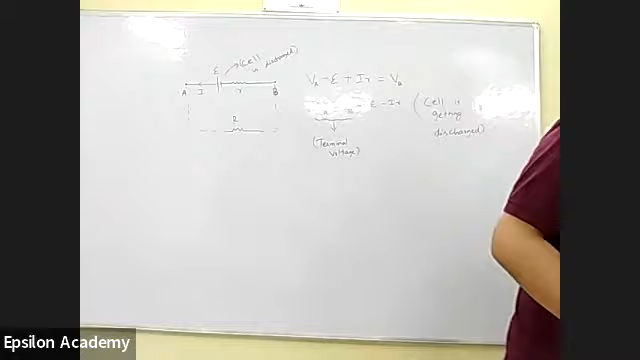 E
(Cell is discharged)
A I r B
R
V_A - E + Ir = V_B
E - Ir (Cell is
getting
discharged)
(Terminal
voltage)
Epsilon Academy